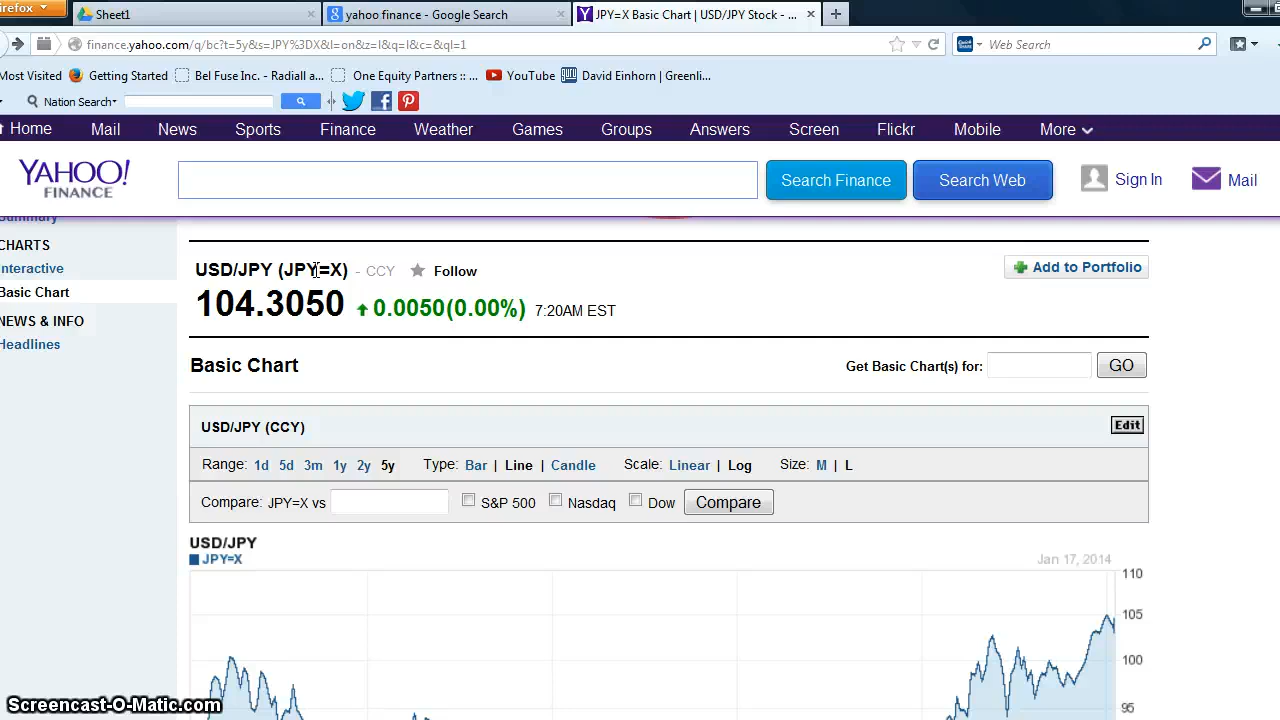 irefox
Sheet1
yahoo finance - Google Search
JPY=X Basic Chart | USD/JPY Stock - ...
finance.yahoo.com/q/bc?t=5y&s=JPY%3DX&l=on&z=l&q=l&c=&ql=1
Web Search
Most Visited
Getting Started
Bel Fuse Inc. - Radiall a...
One Equity Partners :: ...
YouTube
David Einhorn | Greenli...
Nation Search
Home Mail News Sports Finance Weather Games Groups Answers Screen Flickr Mobile More
YAHOO!
FINANCE
Search Finance
Search Web
Sign In
Mail
Summary
CHARTS
Interactive
Basic Chart
NEWS & INFO
Headlines
USD/JPY (JPY=X) - CCY Follow
Add to Portfolio
104.3050 0.0050(0.00%) 7:20AM EST
Basic Chart
Get Basic Chart(s) for: GO
USD/JPY (CCY)
Edit
Range: 1d 5d 3m 1y 2y 5y Type: Bar | Line | Candle Scale: Linear | Log Size: M | L
Compare: JPY=X vs S&P 500 Nasdaq Dow Compare
USD/JPY
JPY=X
Jan 17, 2014
110
105
100
95
Screencast-O-Matic.com